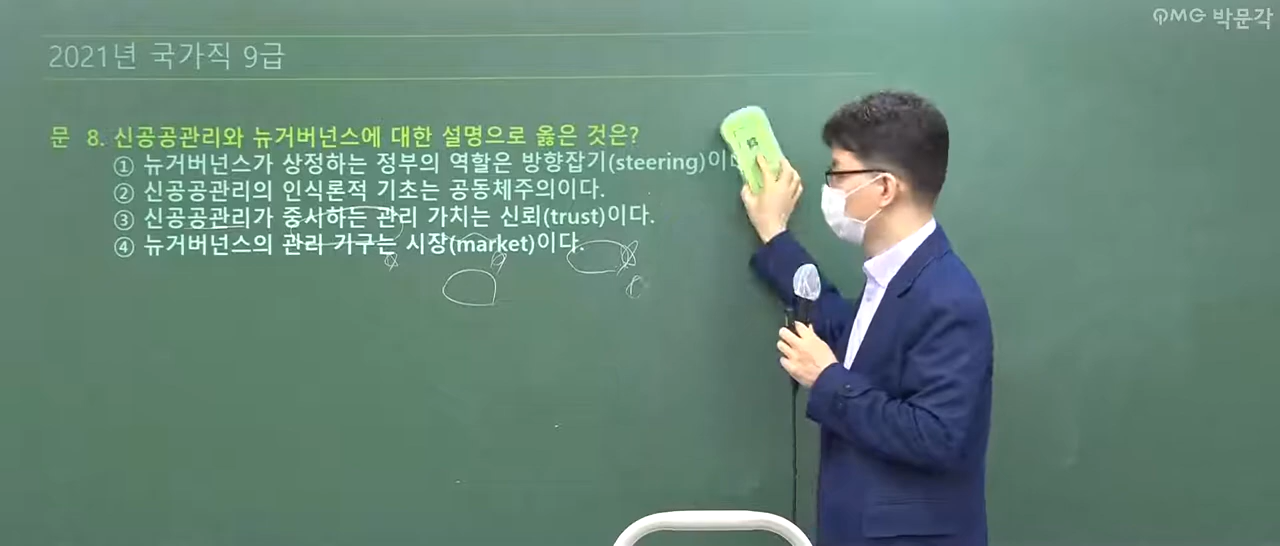 PMG 박문각
2021년 국가직 9급
문 8. 신공공관리와 뉴거버넌스에 대한 설명으로 옳은 것은?
① 뉴거버넌스가 상정하는 정부의 역할은 방향잡기(steering)이
② 신공공관리의 인식론적 기초는 공동체주의이다.
③ 신공공관리가 중시하는 관리 가치는 신뢰(trust)이다.
④ 뉴거버넌스의 관리 기구는 시장(market)이다.